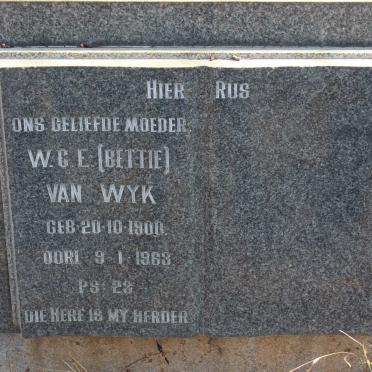 HIER RUS
ONS GELIEFDE MOEDER
W.C.E. (BETTIE)
VAN WYK
GEB 20·10·1900
OORL 9·1·1963
PS 23
DIE HERE IS MY HERDER